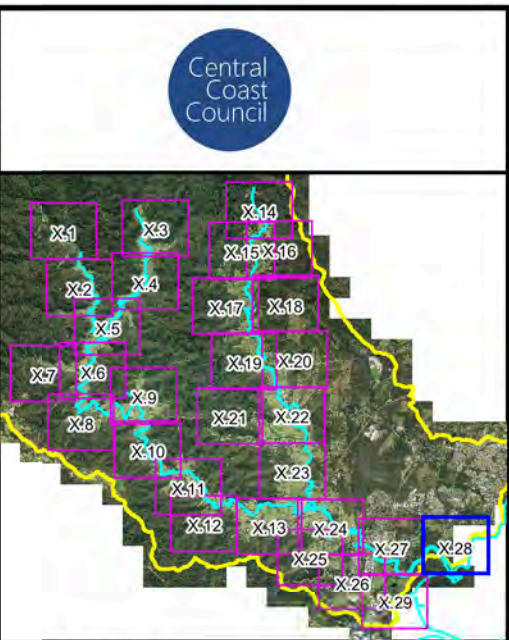 Central
Coast
Council
X.14
X.1
X.3
X.15
X.16
X.2
X.4
X.17
X.18
X.5
X.19
X.20
X.7
X.6
X.9
X.8
X.21
X.22
X.10
X.23
X.11
X.12
X.13
X.24
X.25
X.27
X.28
X.26
X.29